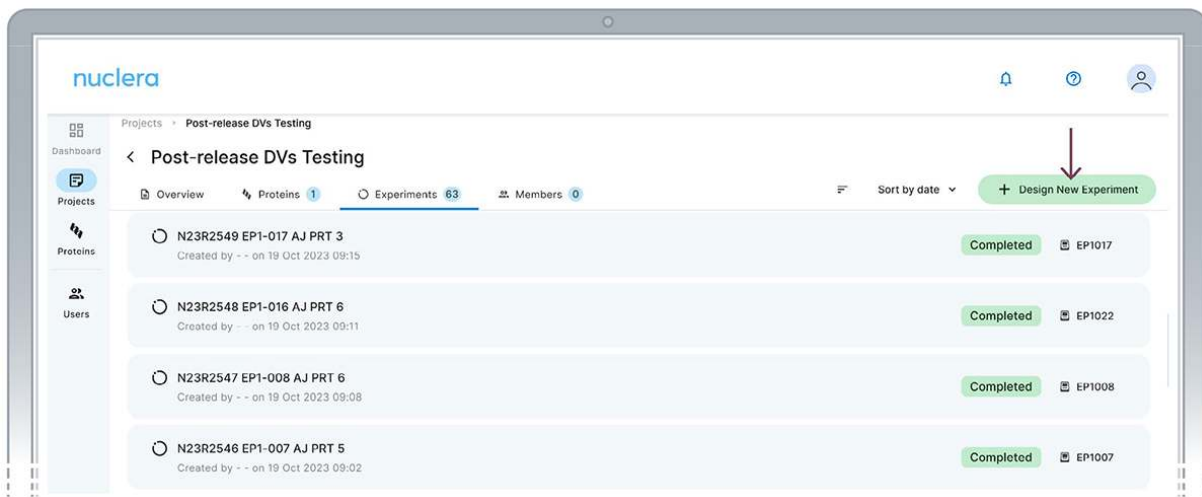 nuclera
Projects > Post-release DVs Testing
Dashboard
< Post-release DVs Testing
Projects
Overview Proteins 1 Experiments 63 Members 0 Sort by date + Design New Experiment
Proteins
Users
N23R2549 EP1-017 AJ PRT 3
Created by - - on 19 Oct 2023 09:15
Completed EP1017
N23R2548 EP1-016 AJ PRT 6
Created by - - on 19 Oct 2023 09:11
Completed EP1022
N23R2547 EP1-008 AJ PRT 6
Created by - - on 19 Oct 2023 09:08
Completed EP1008
N23R2546 EP1-007 AJ PRT 5
Created by - - on 19 Oct 2023 09:02
Completed EP1007